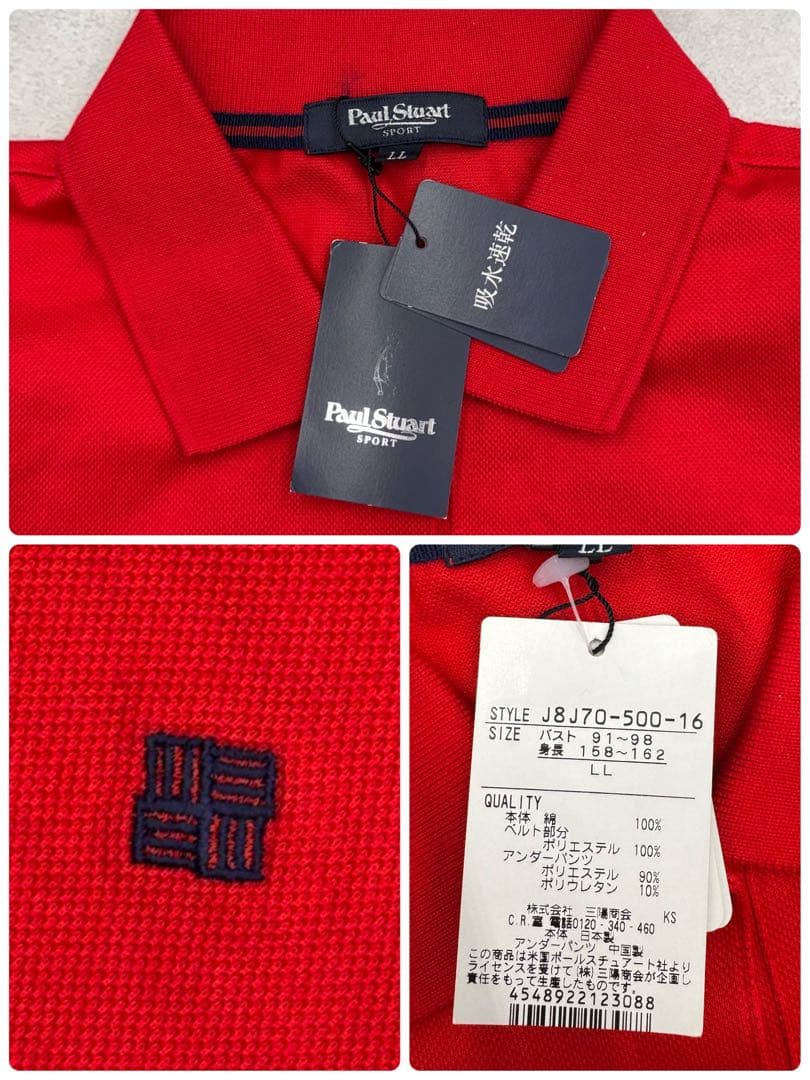 Paul Stuart
SPORT
LL
吸水速乾
Paul Stuart
SPORT
LL
STYLE J8J70-500-16
SIZE バスト 91~98
身長 158~162
LL
QUALITY
本体 綿 100%
ベルト部分
ポリエステル 100%
アンダーパンツ
ポリエステル 90%
ポリウレタン 10%
株式会社 三陽商会 KS
C.R.室 電話0120-340-460
本体 日本製
アンダーパンツ 中国製
この商品は米国ポールスチュアート社より
ライセンスを受けて(株)三陽商会が企画し
責任をもって生産したものです。
4548922123088